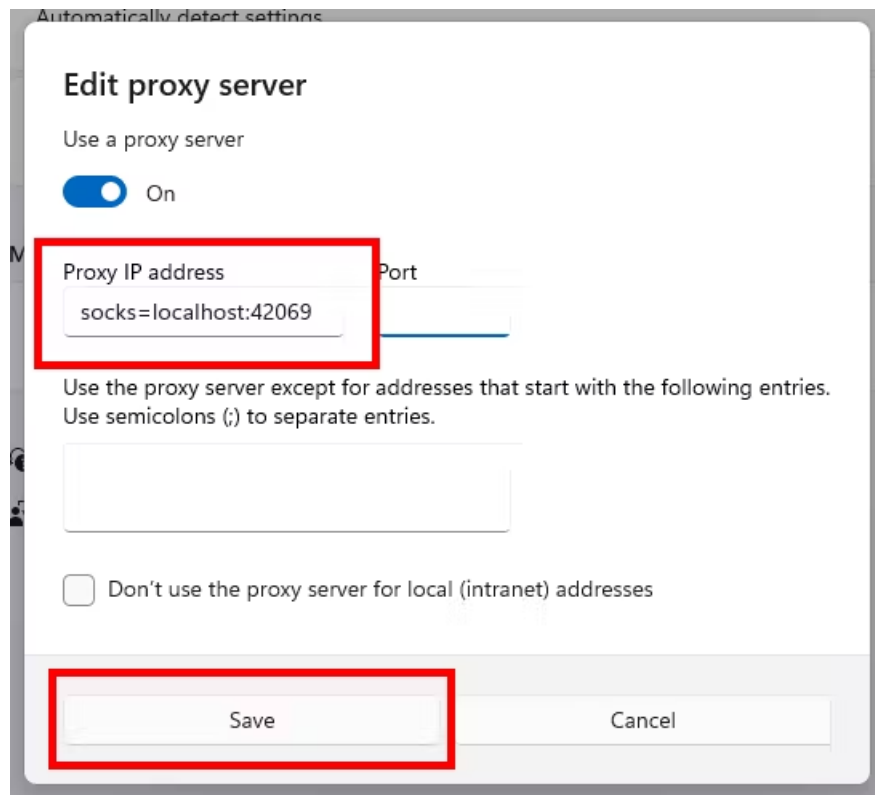 Automatically detect settings
Edit proxy server
Use a proxy server
On
Proxy IP address
Port
socks=localhost:42069
Use the proxy server except for addresses that start with the following entries.
Use semicolons (;) to separate entries.
Don't use the proxy server for local (intranet) addresses
Save
Cancel